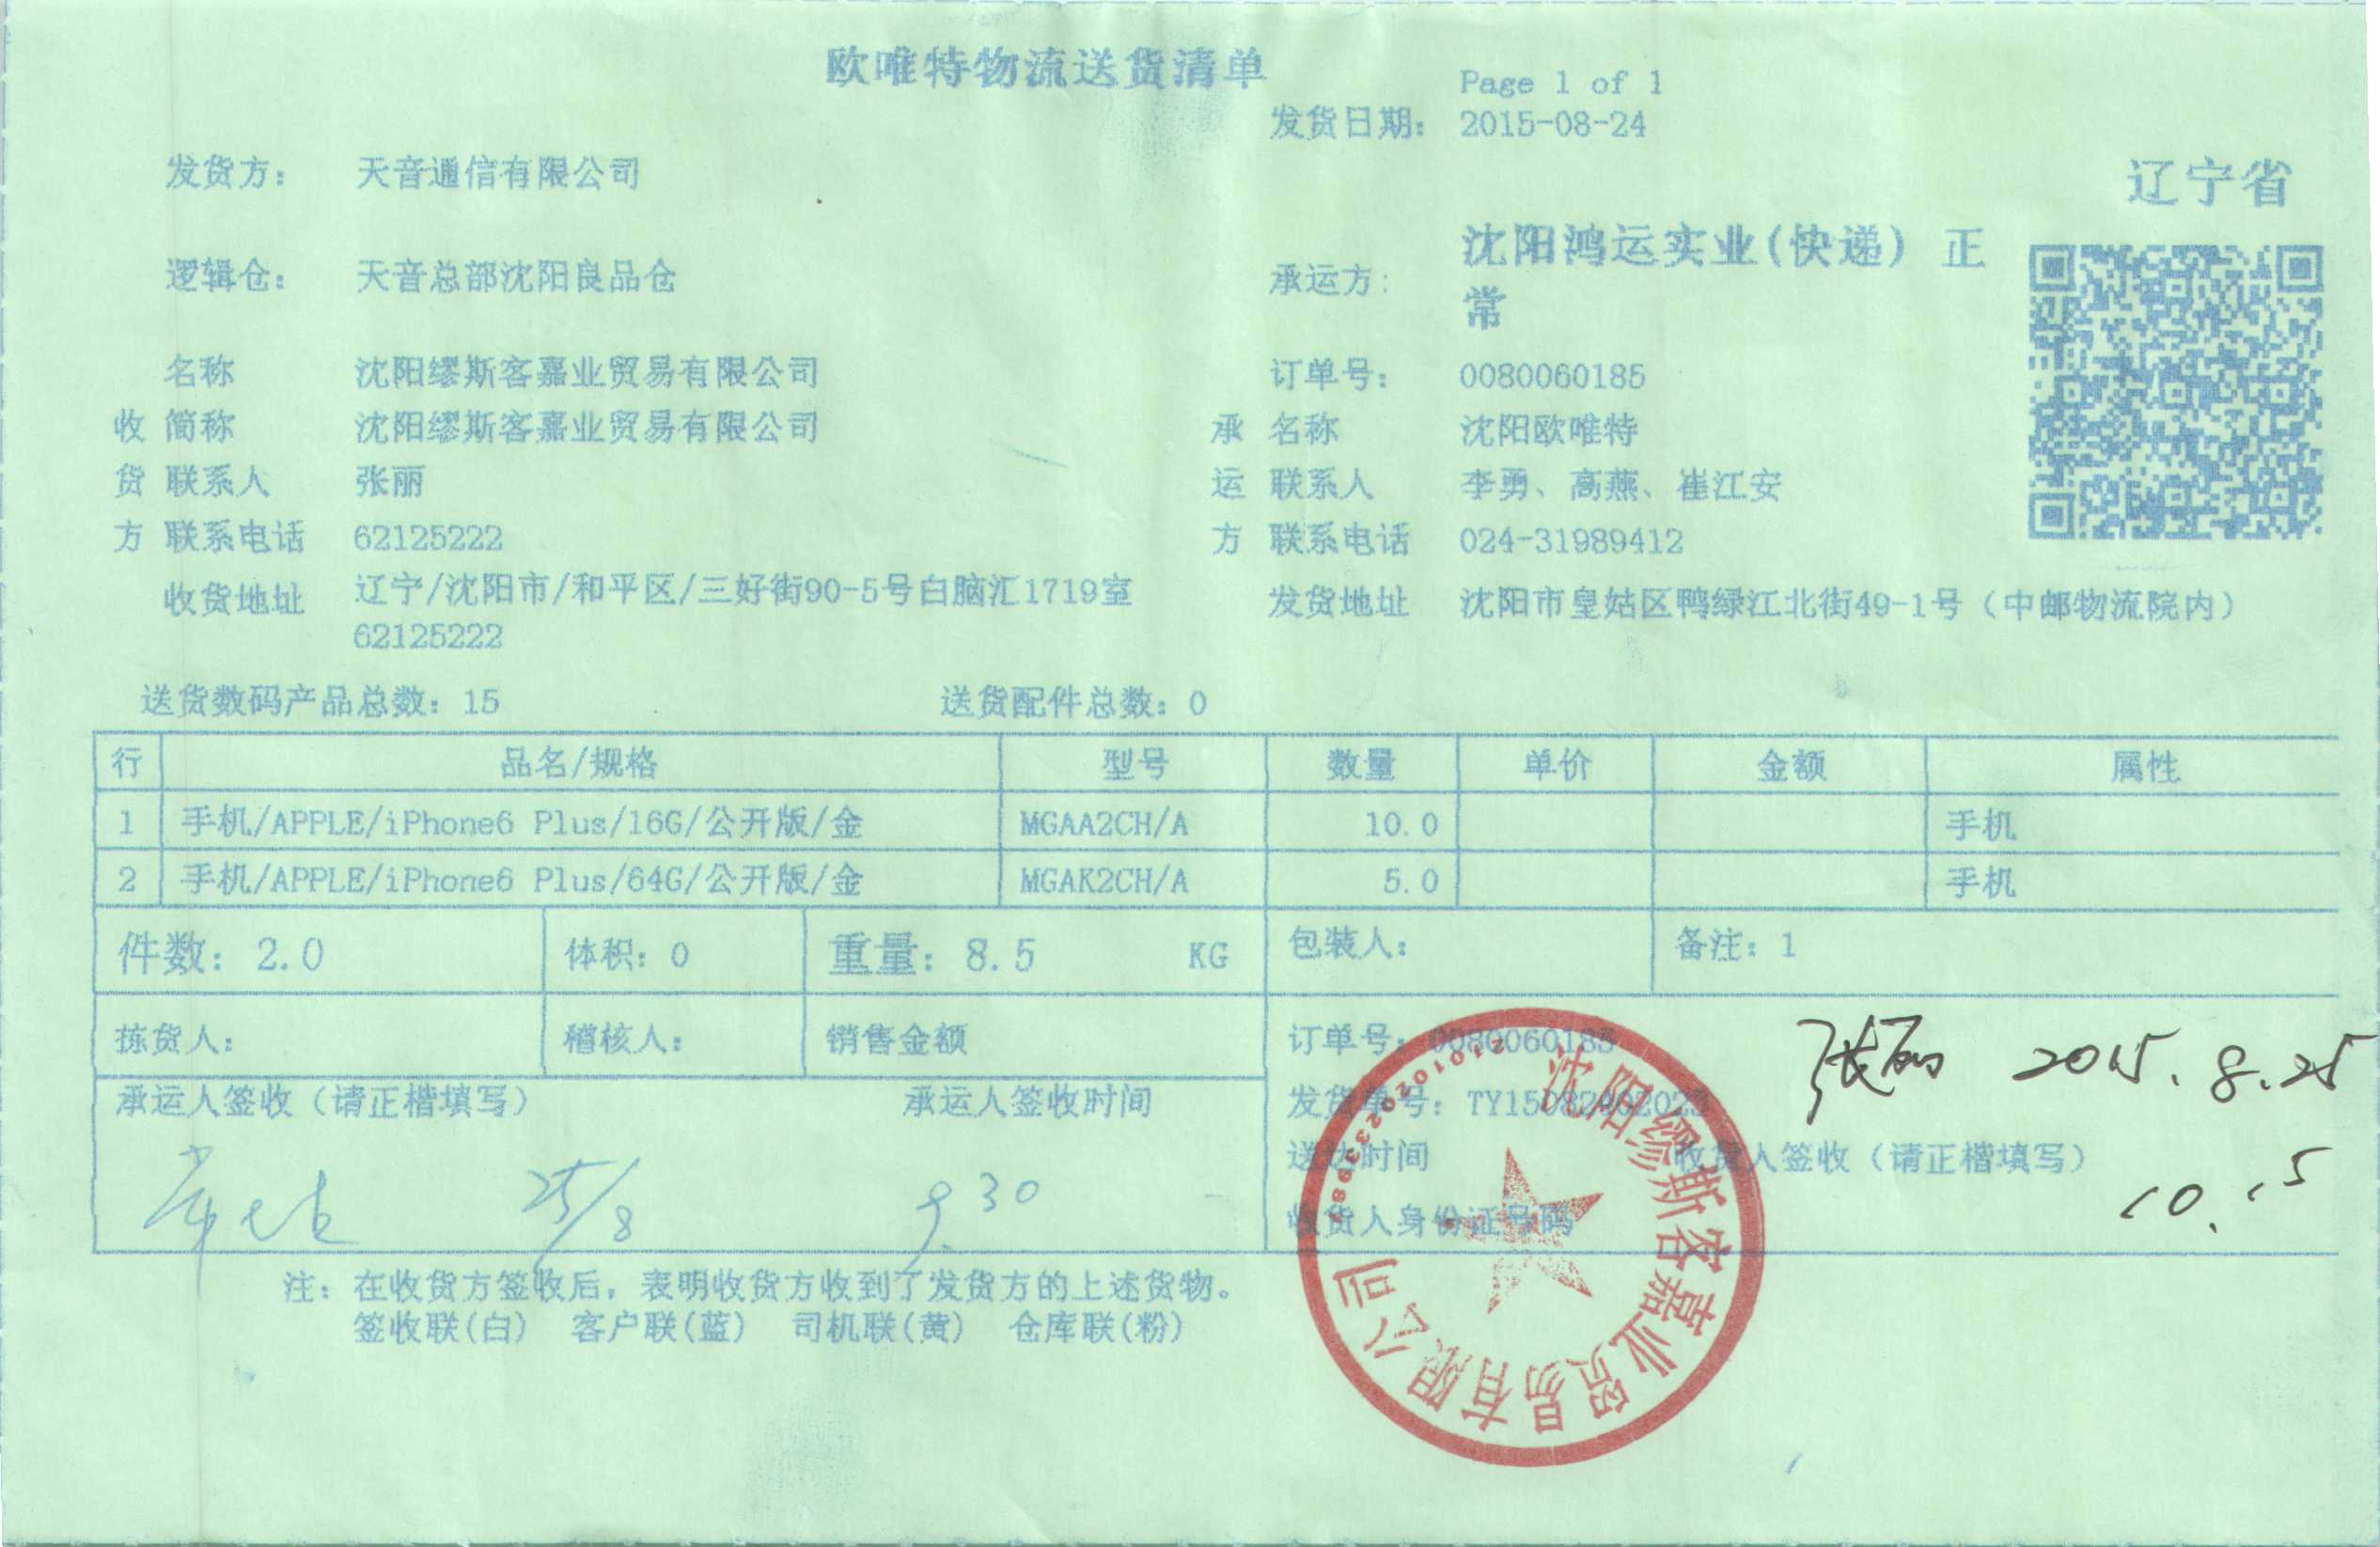 欧唯特物流送货清单
Page 1 of 1
发货日期: 2015-08-24
发货方: 天音通信有限公司
辽宁省
逻辑仓: 天音总部沈阳良品仓
承运方: 沈阳鸿运实业(快递) 正
常
名称 沈阳缪斯客嘉业贸易有限公司
订单号: 0080060185
收 简称 沈阳缪斯客嘉业贸易有限公司
承 名称 沈阳欧唯特
货 联系人 张丽
运 联系人 李勇、高燕、崔江安
方 联系电话 62125222
方 联系电话 024-31989412
收货地址 辽宁/沈阳市/和平区/三好街90-5号白脑汇1719室
62125222
发货地址 沈阳市皇姑区鸭绿江北街49-1号（中邮物流院内）
送货数码产品总数: 15 送货配件总数: 0
行 品名/规格 型号 数量 单价 金额 属性
1 手机/APPLE/iPhone6 Plus/16G/公开版/金 MGAA2CH/A 10.0 手机
2 手机/APPLE/iPhone6 Plus/64G/公开版/金 MGAK2CH/A 5.0 手机
件数: 2.0 体积: 0 重量: 8.5 KG 包装人: 备注: 1
拣货人: 稽核人: 销售金额
订单号: 0080060185
张丽 2015.8.25
承运人签收（请正楷填写） 承运人签收时间
发货单号:
送达时间 收货人签收（请正楷填写）
25/8 9.30
10.15
收货人身份证号码
沈阳缪斯客嘉业贸易有限公司
注: 在收货方签收后，表明收货方收到了发货方的上述货物。
签收联(白) 客户联(蓝) 司机联(黄) 仓库联(粉)